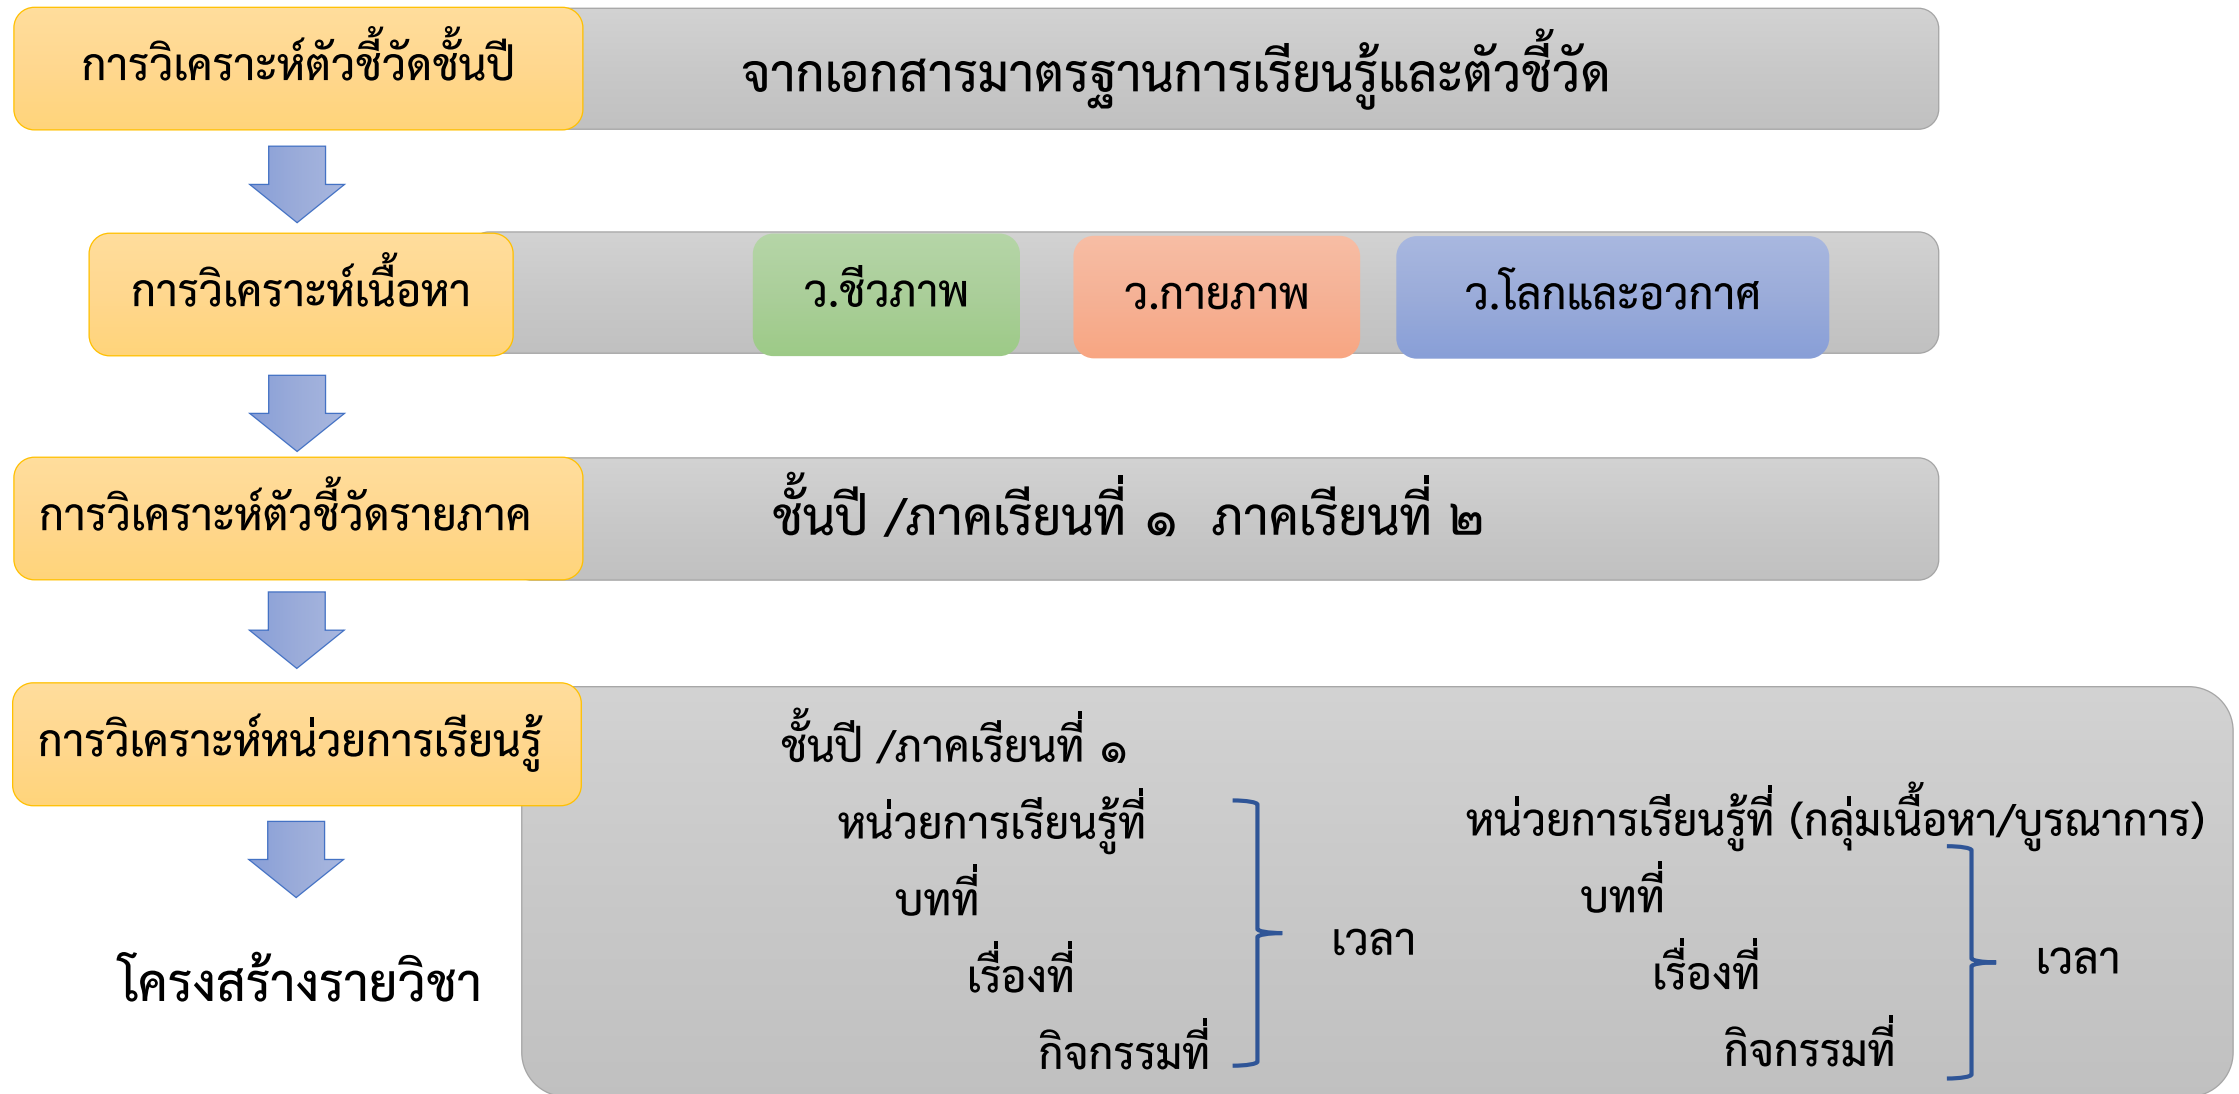 การวิเคราะห์ตัวชี้วัดชั้นปี
จากเอกสารมาตรฐานการเรียนรู้และตัวชี้วัด
การวิเคราะห์เนื้อหา
ว.ชีวภาพ
ว.กายภาพ
ว.โลกและอวกาศ
การวิเคราะห์ตัวชี้วัดรายภาค
ชั้นปี /ภาคเรียนที่ ๑ ภาคเรียนที่ ๒
การวิเคราะห์หน่วยการเรียนรู้
ชั้นปี /ภาคเรียนที่ ๑
หน่วยการเรียนรู้ที่
บทที่
เรื่องที่
กิจกรรมที่
เวลา
หน่วยการเรียนรู้ที่ (กลุ่มเนื้อหา/บูรณาการ)
บทที่
เรื่องที่
กิจกรรมที่
เวลา
โครงสร้างรายวิชา